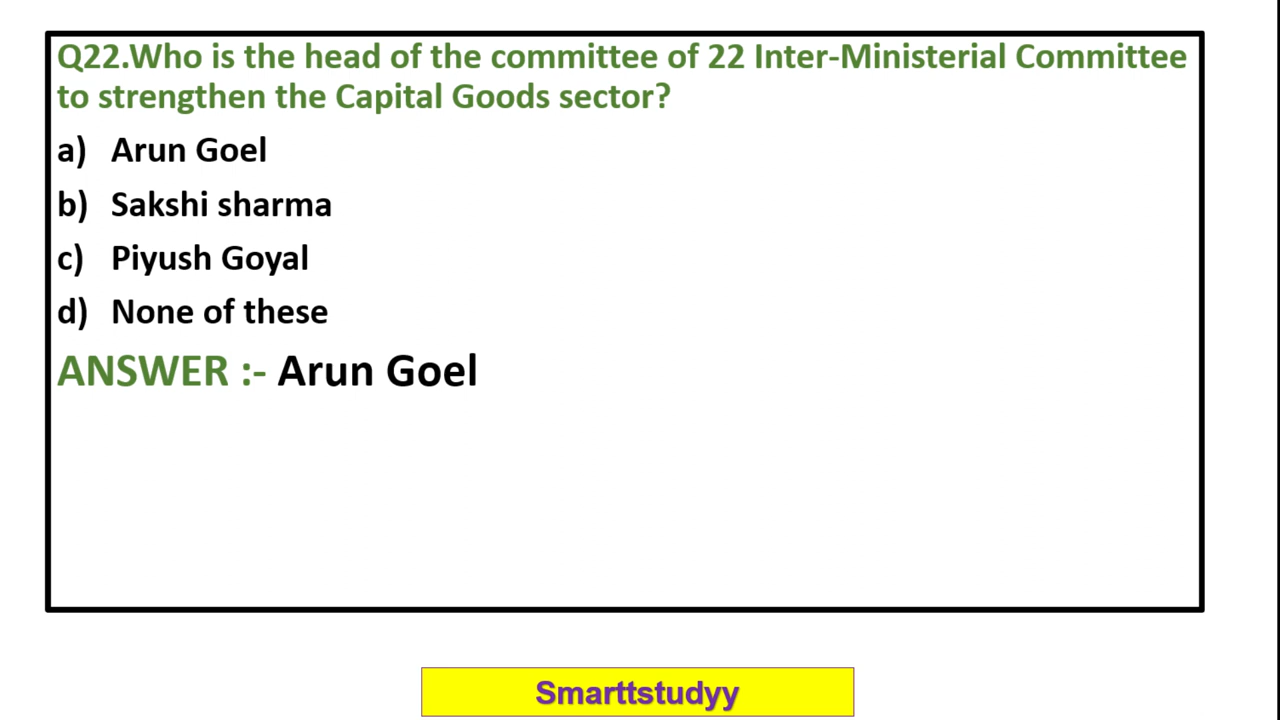 Q22.Who is the head of the committee of 22 Inter-Ministerial Committee
to strengthen the Capital Goods sector?
a) Arun Goel
b) Sakshi sharma
c) Piyush Goyal
d) None of these
ANSWER :- Arun Goel
Smarttstudyy